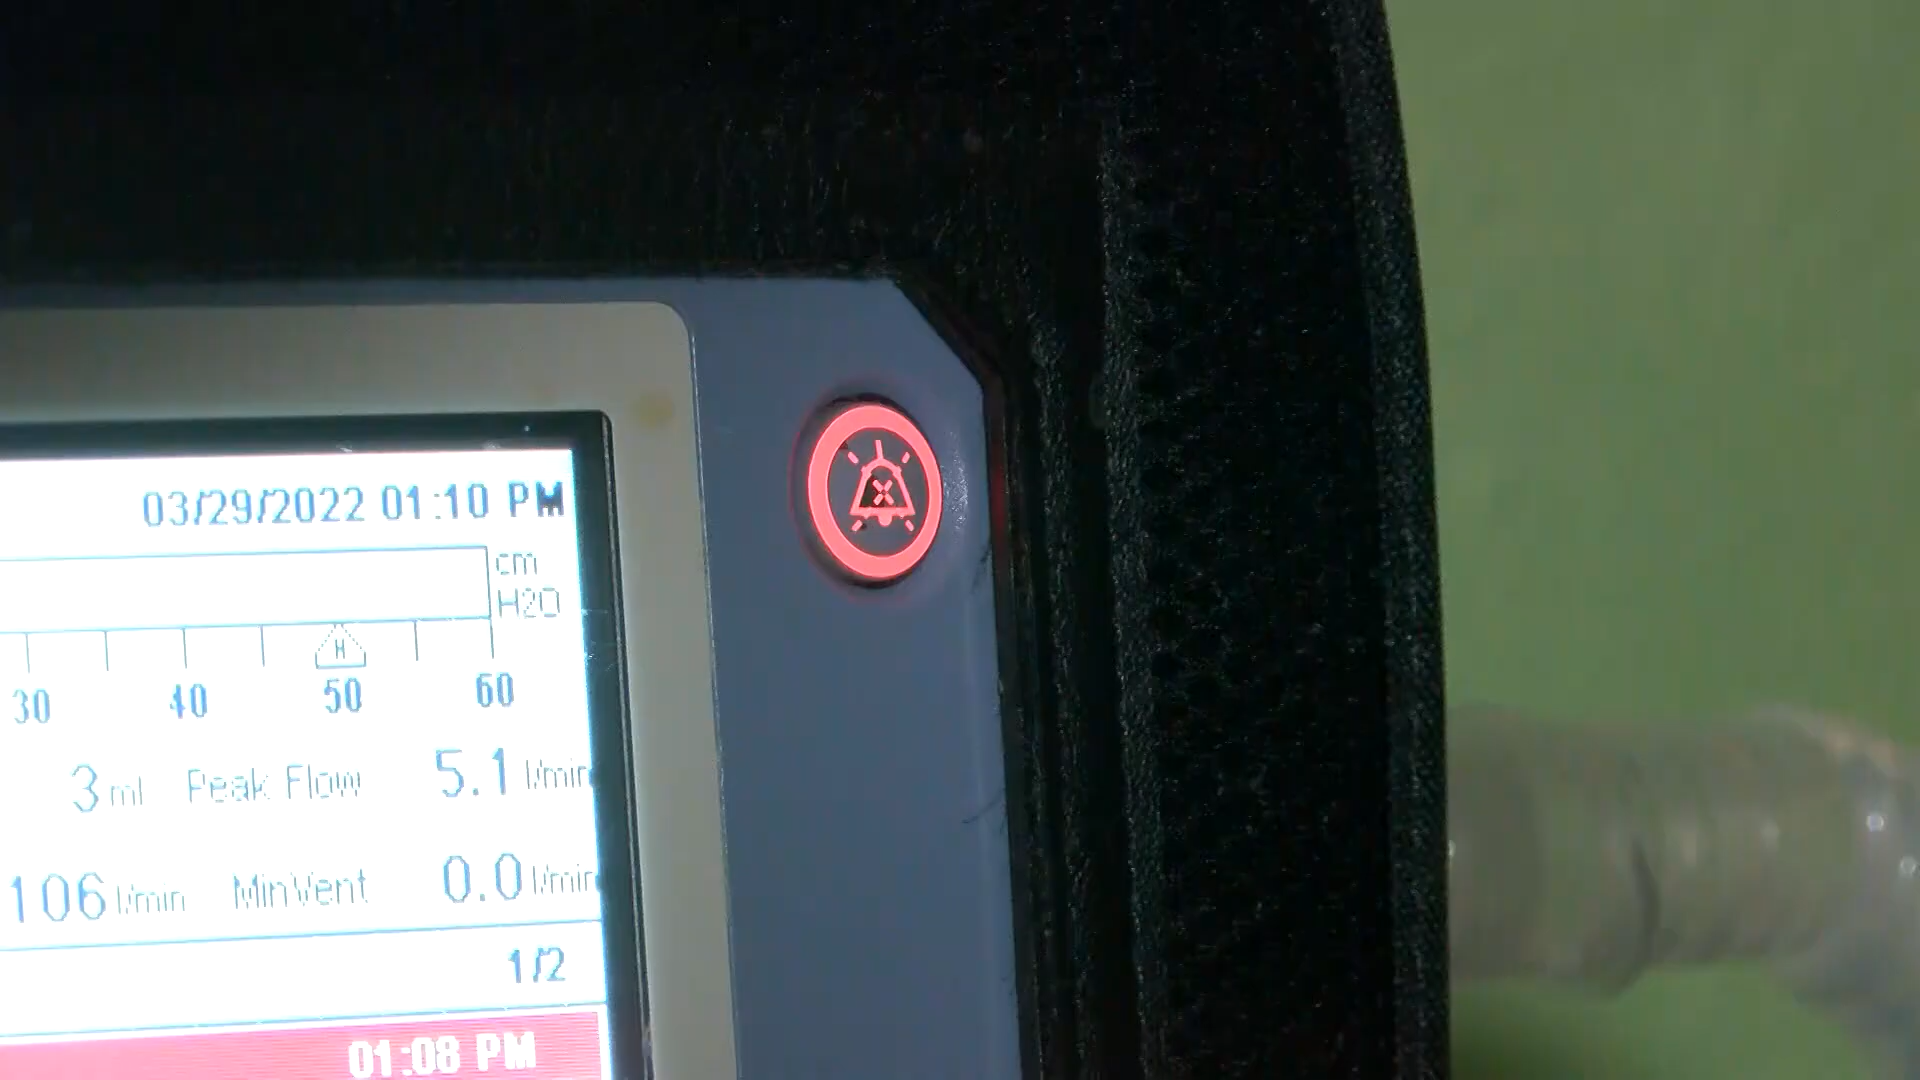 03/29/2022 01:10 PM
cm
H2O
H
30 40 50 60
3 ml Peak Flow 5.1 l/min
106 l/min MinVent 0.0 l/min
1/2
01:08 PM